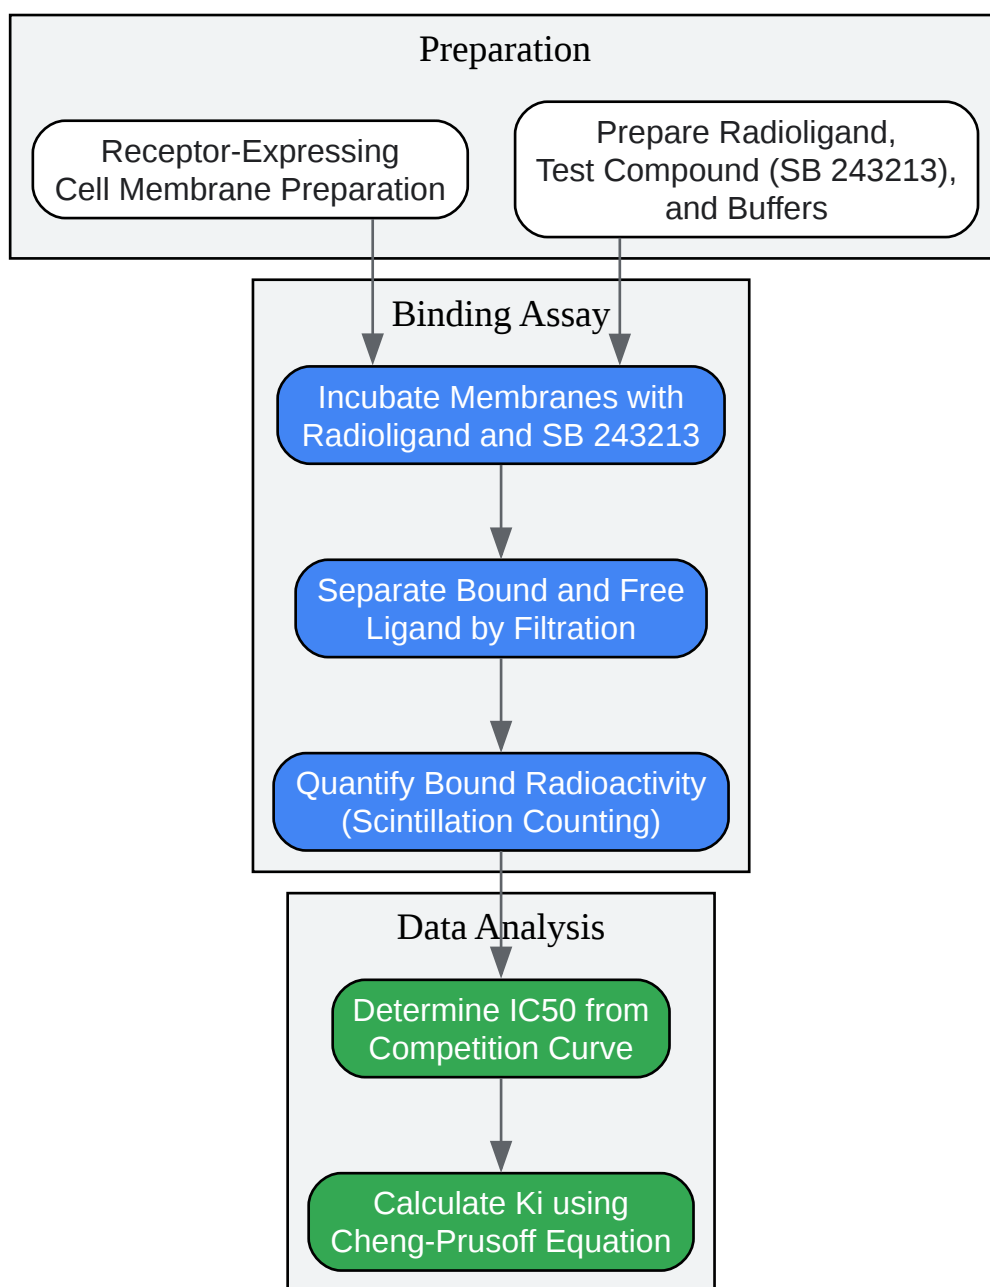 Preparation
Receptor-Expressing
Cell Membrane Preparation
Prepare Radioligand,
Test Compound (SB 243213),
and Buffers
Binding Assay
Incubate Membranes with
Radioligand and SB 243213
Separate Bound and Free
Ligand by Filtration
Quantify Bound Radioactivity
(Scintillation Counting)
Data Analysis
Determine IC50 from
Competition Curve
Calculate Ki using
Cheng-Prusoff Equation